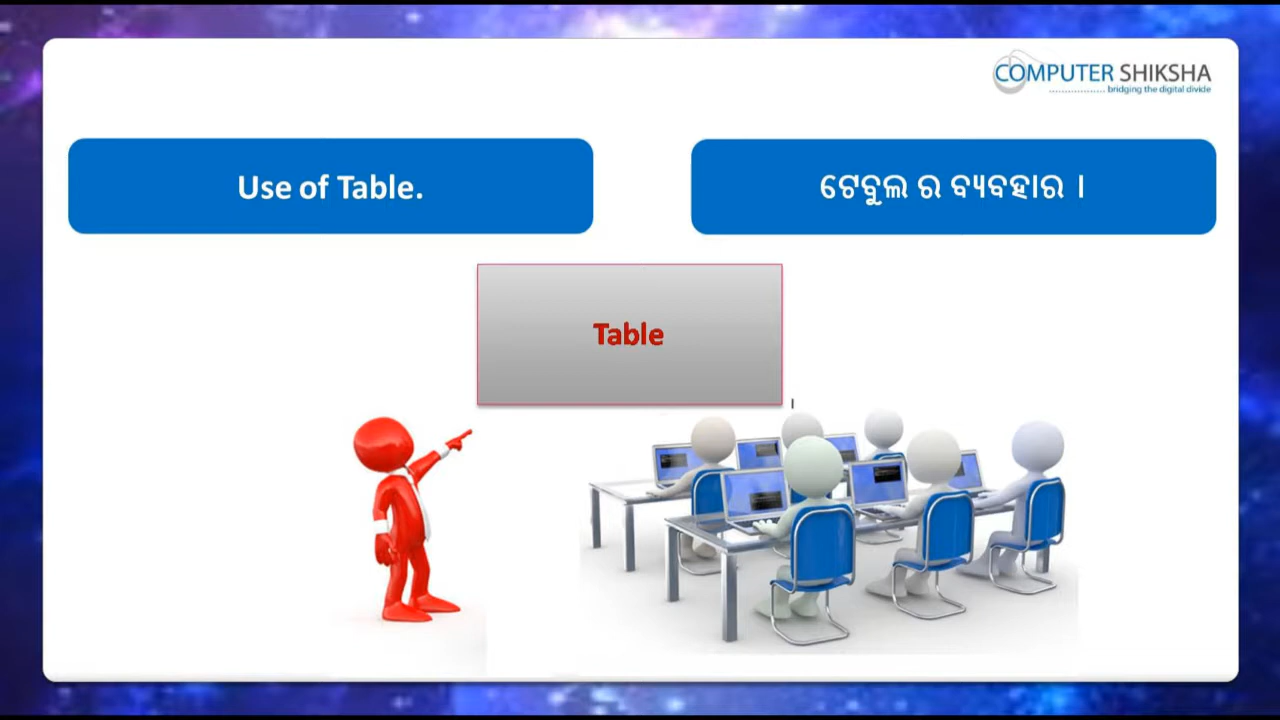 COMPUTER SHIKSHA
bridging the digital divide
Use of Table.
ଟେବୁଲ ର ବ୍ୟବହାର ।
Table